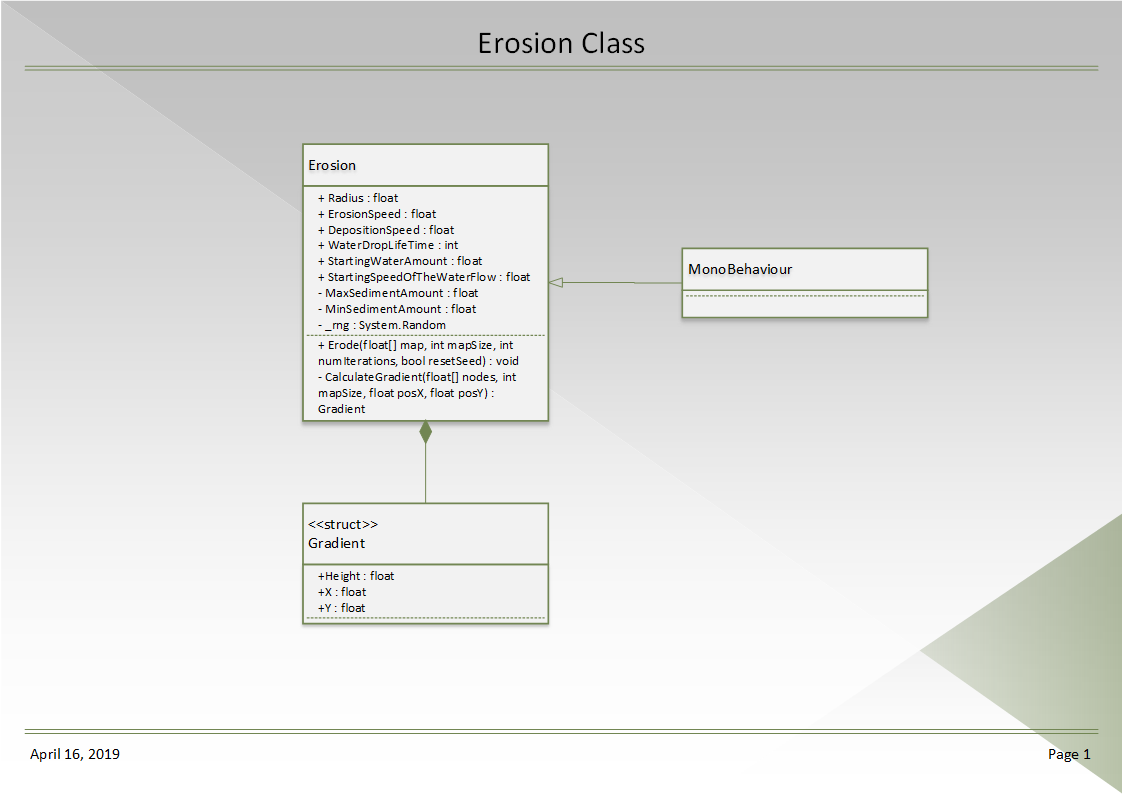 Erosion Class
Erosion
+ Radius : float
+ ErosionSpeed : float
+ DepositionSpeed : float
+ WaterDropLifeTime : int
+ StartingWaterAmount : float
+ StartingSpeedOfTheWaterFlow : float
- MaxSedimentAmount : float
- MinSedimentAmount : float
- _rng : System.Random
+ Erode(float[] map, int mapSize, int
numIterations, bool resetSeed) : void
- CalculateGradient(float[] nodes, int
mapSize, float posX, float posY) :
Gradient
MonoBehaviour
<<struct>>
Gradient
+Height : float
+X : float
+Y : float
April 16, 2019
Page 1